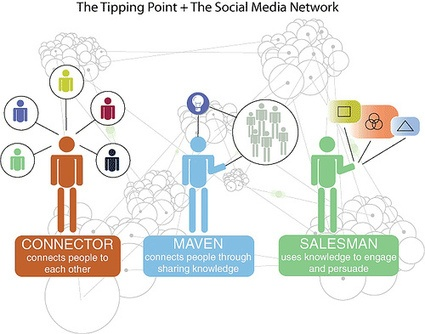 The Tipping Point + The Social Media Network
CONNECTOR
connects people to
each other
MAVEN
connects people through
sharing knowledge
SALESMAN
uses knowledge to engage
and persuade